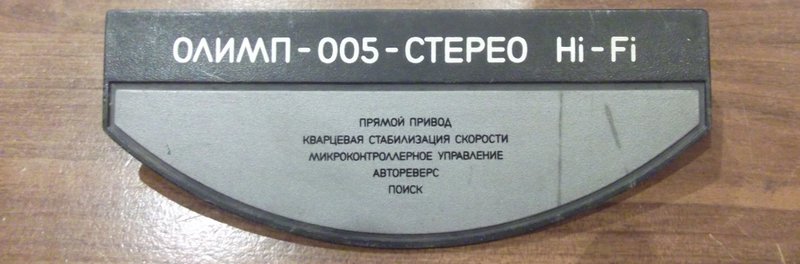 ОЛИМП-005-СТЕРЕО Hi-Fi
ПРЯМОЙ ПРИВОД
КВАРЦЕВАЯ СТАБИЛИЗАЦИЯ СКОРОСТИ
МИКРОКОНТРОЛЛЕРНОЕ УПРАВЛЕНИЕ
АВТОРЕВЕРС
ПОИСК